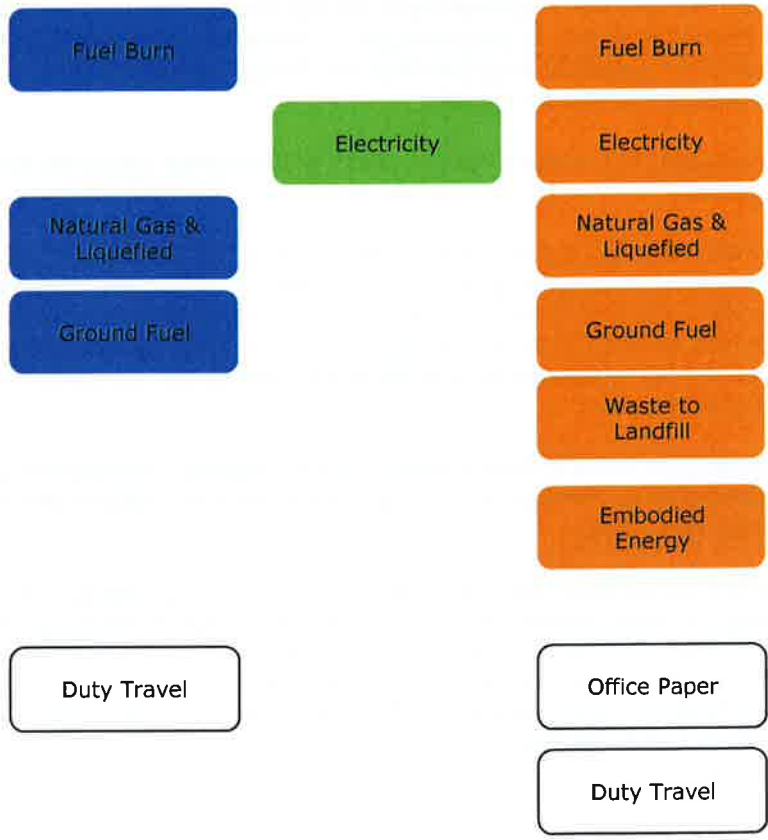 Fuel Burn
Fuel Burn
Electricity
Electricity
Natural Gas &
Liquefied
Natural Gas &
Liquefied
Ground Fuel
Ground Fuel
Waste to
Landfill
Embodied
Energy
Duty Travel
Office Paper
Duty Travel